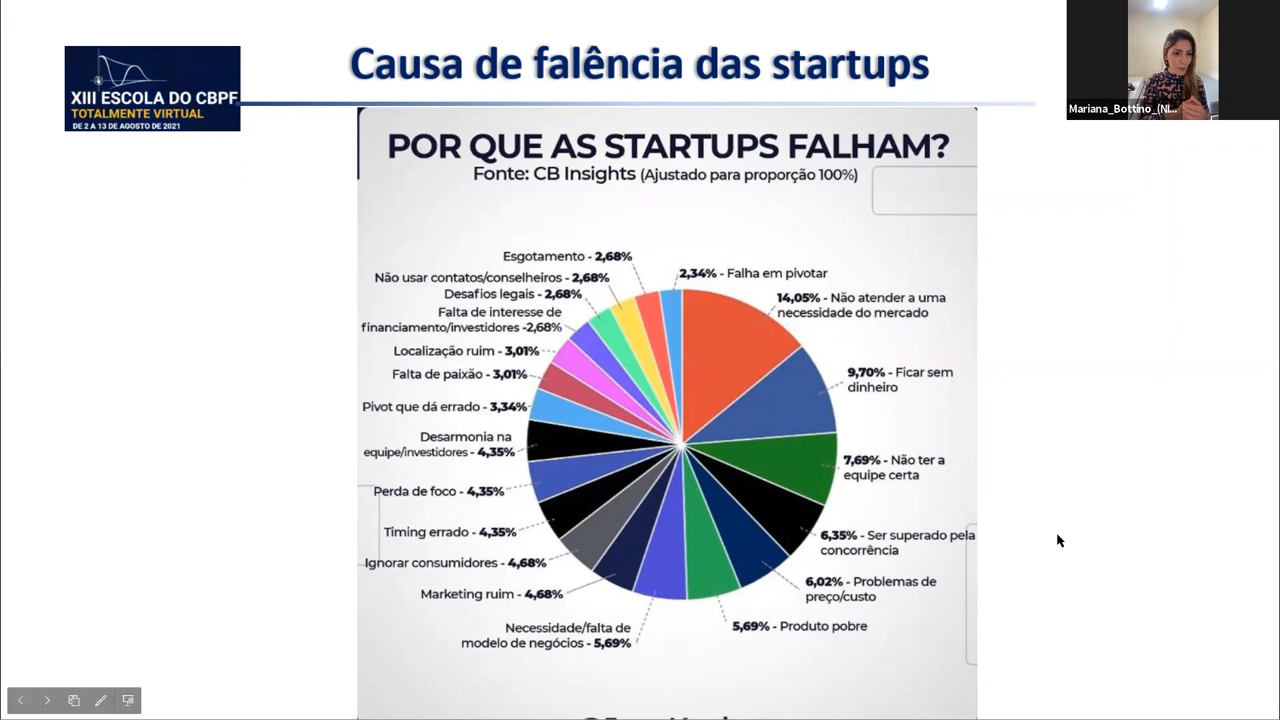 Causa de falência das startups
XIII ESCOLA DO CBPF
TOTALMENTE VIRTUAL
DE 2 A 13 DE AGOSTO DE 2021
Mariana_Bottino_(NI...
POR QUE AS STARTUPS FALHAM?
Fonte: CB Insights (Ajustado para proporção 100%)
Esgotamento - 2,68%
Não usar contatos/conselheiros - 2,68%
Desafios legais - 2,68%
Falta de interesse de
financiamento/investidores -2,68%
Localização ruim - 3,01%
Falta de paixão - 3,01%
Pivot que dá errado - 3,34%
Desarmonia na
equipe/investidores - 4,35%
Perda de foco - 4,35%
Timing errado - 4,35%
Ignorar consumidores - 4,68%
Marketing ruim - 4,68%
Necessidade/falta de
modelo de negócios - 5,69%
2,34% - Falha em pivotar
14,05% - Não atender a uma
necessidade do mercado
9,70% - Ficar sem
dinheiro
7,69% - Não ter a
equipe certa
6,35% - Ser superado pela
concorrência
6,02% - Problemas de
preço/custo
5,69% - Produto pobre